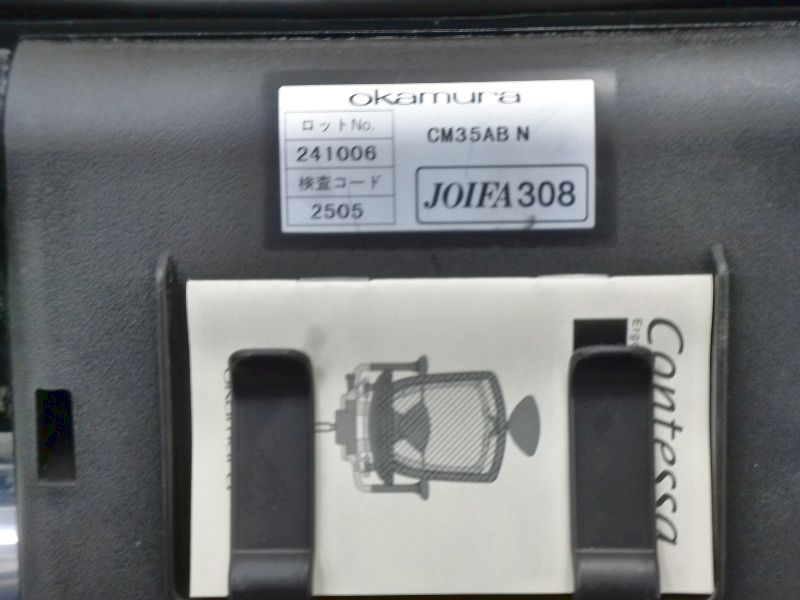 okamura
ロットNo.
241006
CM35AB N
検査コード
2505
JOIFA308
Contessa